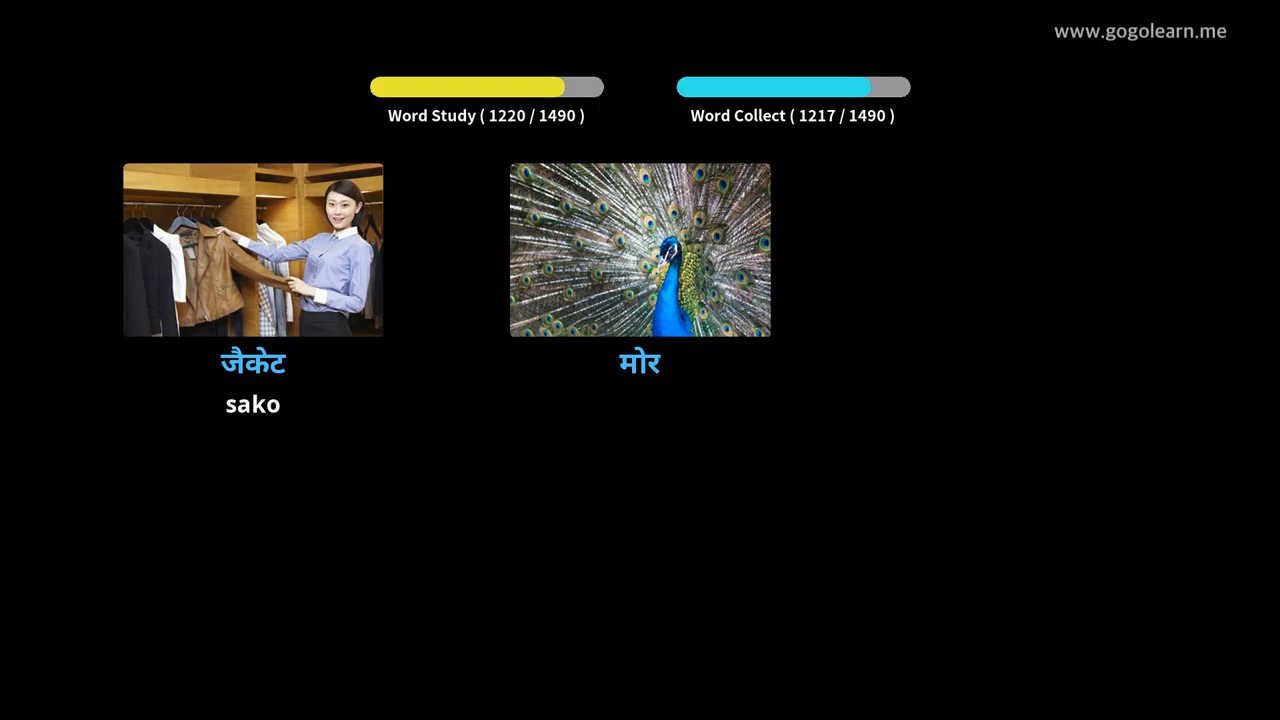 www.gogolearn.me
Word Study ( 1220 / 1490 )
Word Collect ( 1217 / 1490 )
जैकेट
मोर
sako